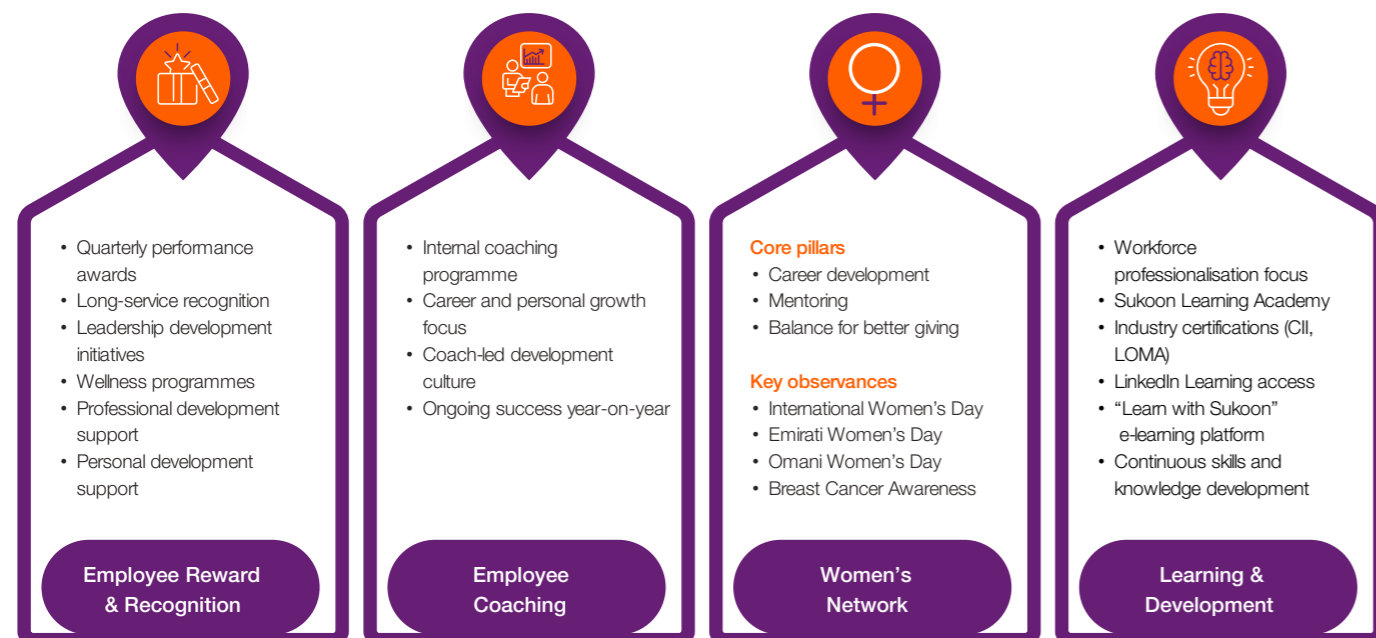 • Quarterly performance
awards
• Long-service recognition
• Leadership development
initiatives
• Wellness programmes
• Professional development
support
• Personal development
support
Employee Reward
& Recognition
• Internal coaching
programme
• Career and personal growth
focus
• Coach-led development
culture
• Ongoing success year-on-year
Employee
Coaching
Core pillars
• Career development
• Mentoring
• Balance for better giving
Key observances
• International Women’s Day
• Emirati Women’s Day
• Omani Women’s Day
• Breast Cancer Awareness
Women’s
Network
• Workforce
professionalisation focus
• Sukoon Learning Academy
• Industry certifications (CII,
LOMA)
• LinkedIn Learning access
• “Learn with Sukoon”
e-learning platform
• Continuous skills and
knowledge development
Learning &
Development